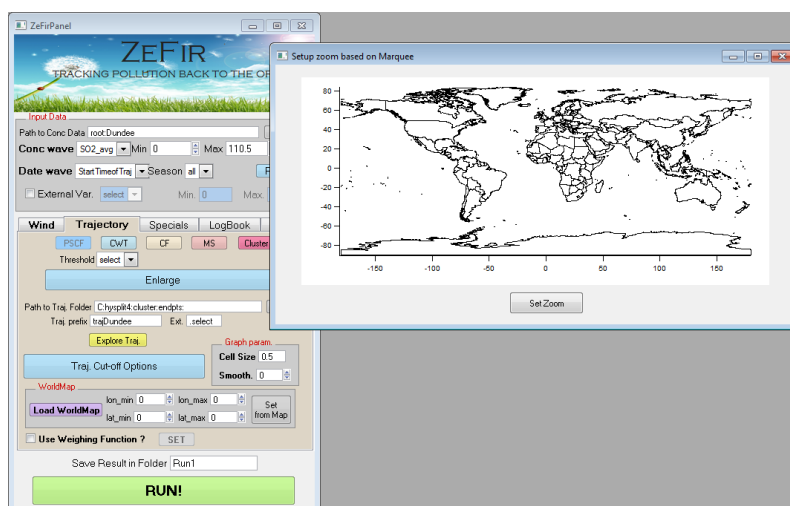 ZeFirPanel
ZeFir
TRACKING POLLUTION BACK TO THE OR
Input Data
Path to Conc Data root:Dundee
Conc wave SO2_avg Min 0 Max 110.5
Date wave StartTimeofTraj Season all
External Var. select Min. 0 Max.
Wind Trajectory Specials LogBook
PSCF CWT CF MS Cluster
Threshold select
Enlarge
Path to Traj. Folder C:hysplit4:cluster:endpts:
Traj. prefix trajDundee Ext. .select
Explore Traj.
Traj. Cut-off Options
Graph param.
Cell Size 0.5
Smooth. 0
WorldMap
Load WorldMap
lon_min 0 lon_max 0
lat_min 0 lat_max 0
Set
from Map
Use Weighing Function ? SET
Save Result in Folder Run1
RUN!
Setup zoom based on Marquee
80
60
40
20
0
-20
-40
-60
-80
-150 -100 -50 0 50 100 150
Set Zoom